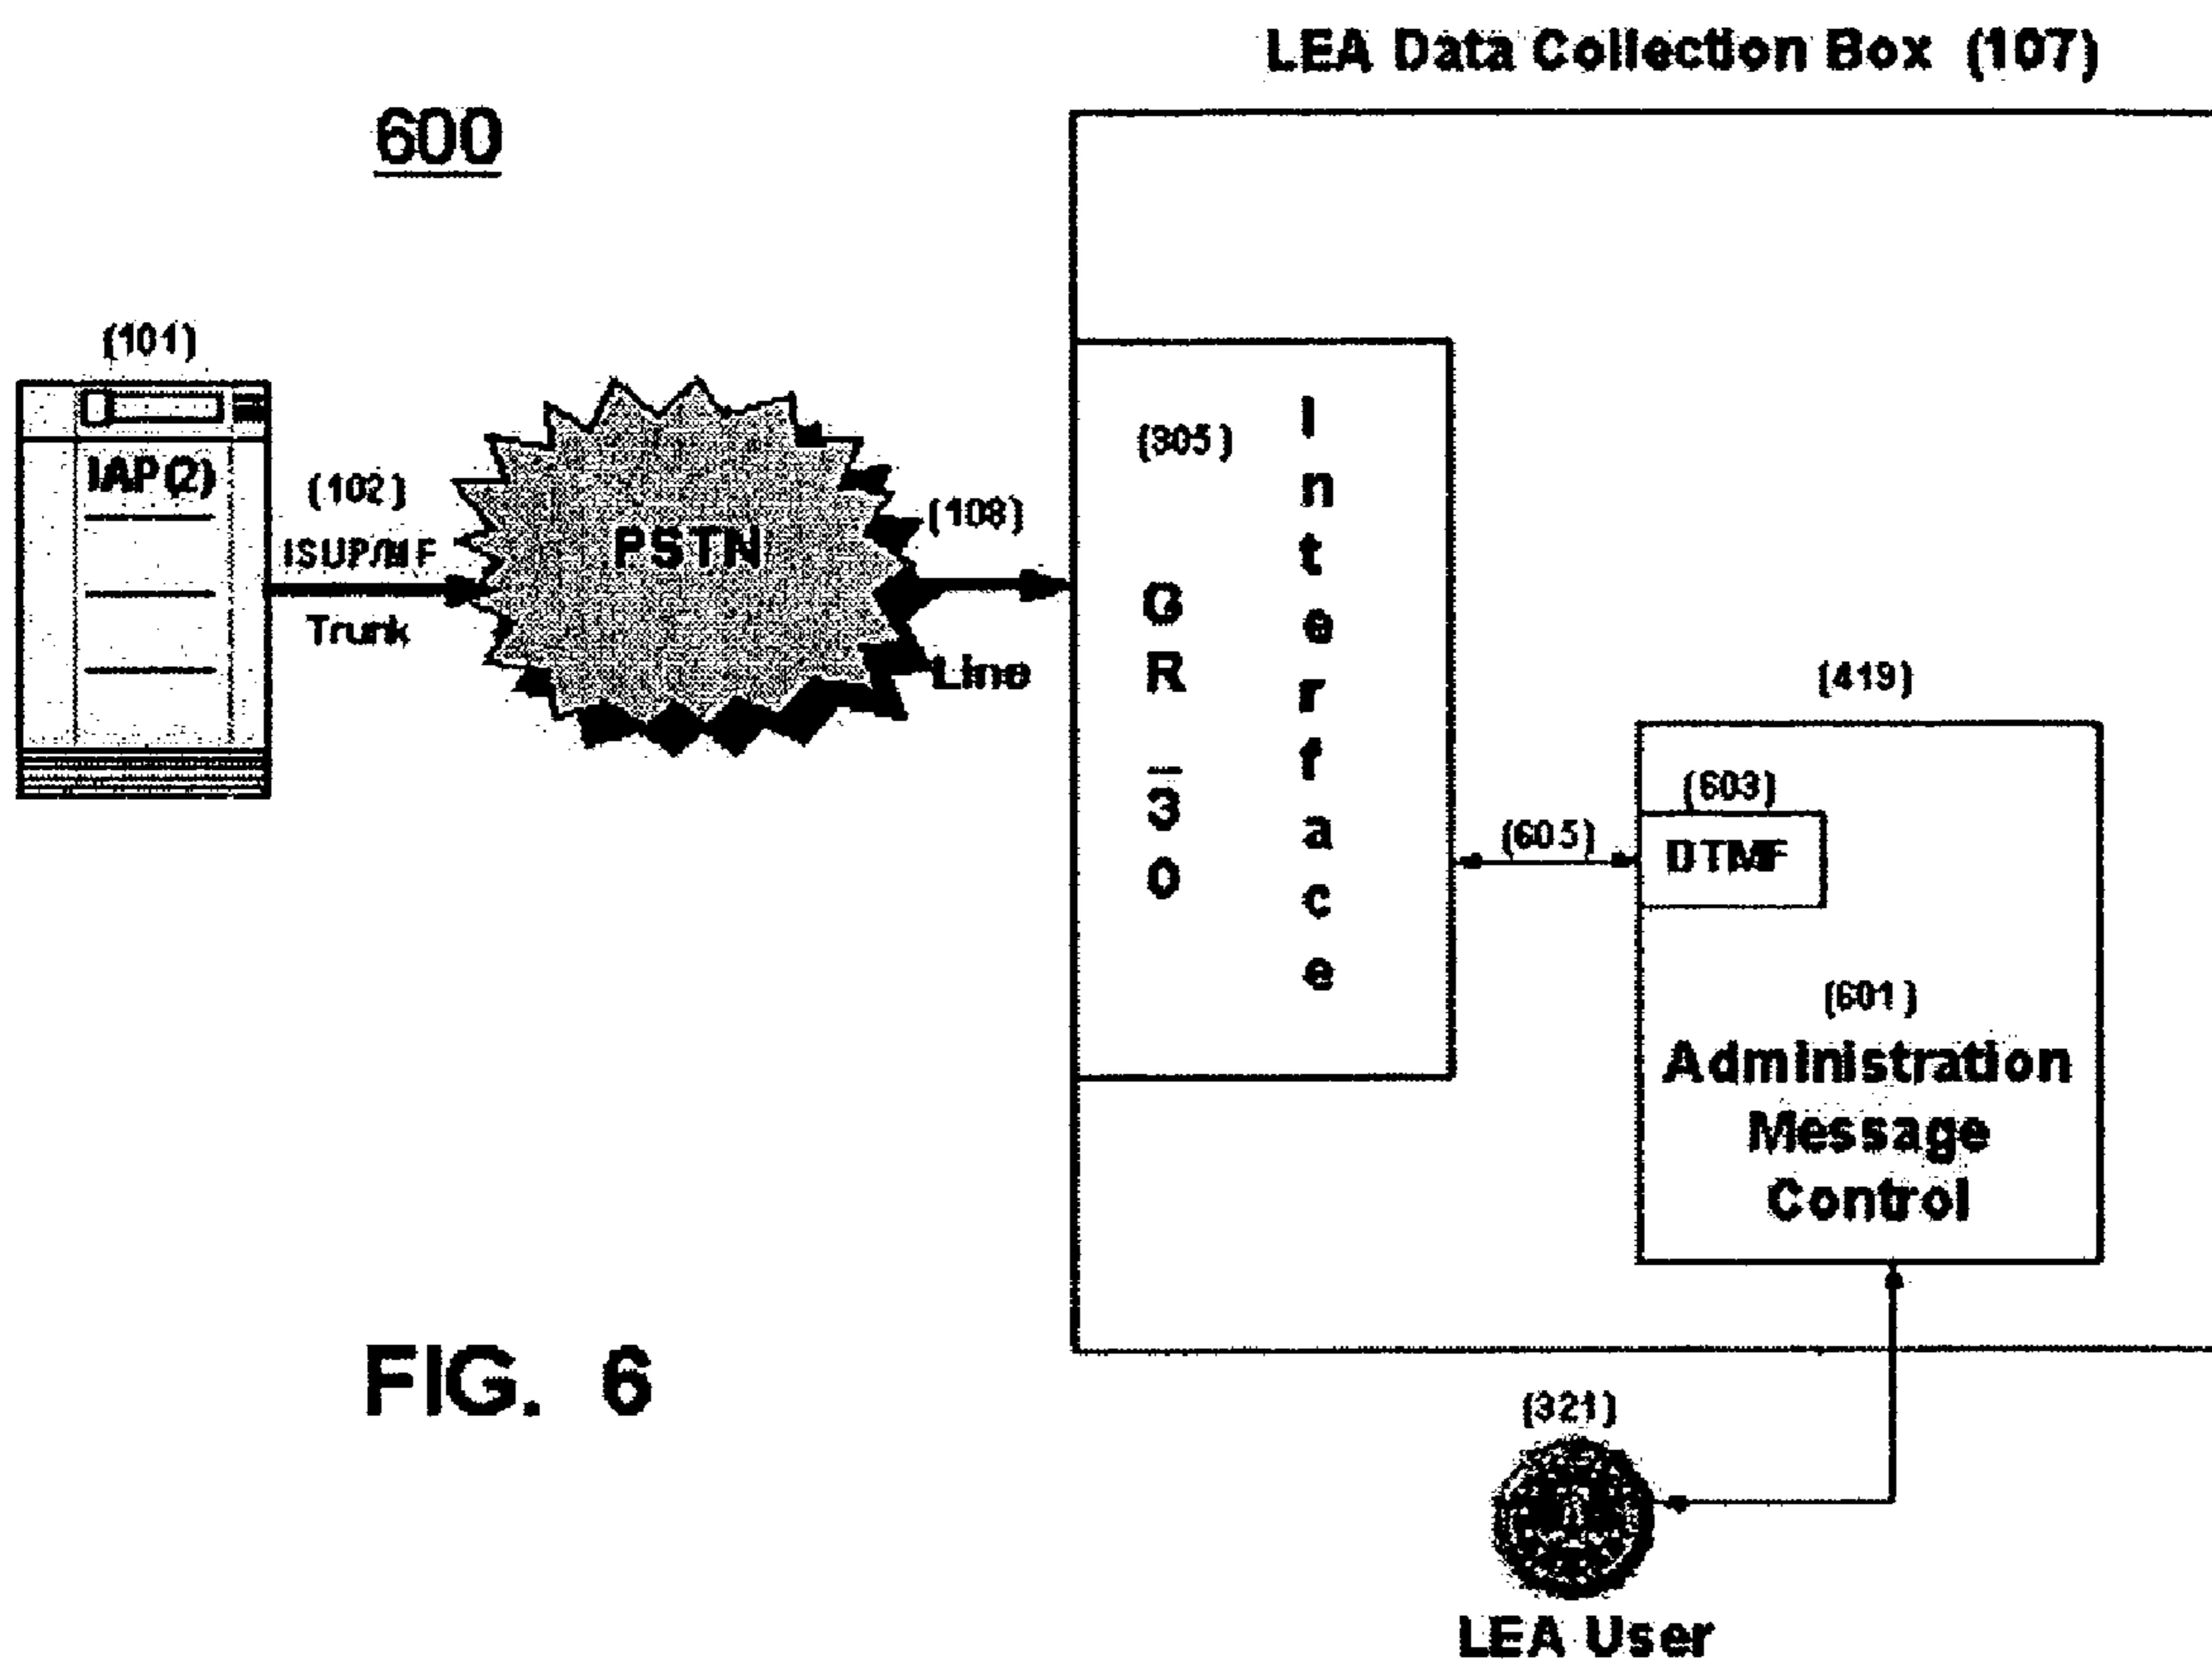 LEA Data Collection Box (107)
600
(101)
IAP(2)
(102)
ISUP/MF
Trunk
PSTN
(108)
Line
(305)
GR-30
Interface
(419)
(603)
DTMF
(605)
(601)
Administration
Message
Control
FIG. 6
(321)
LEA User